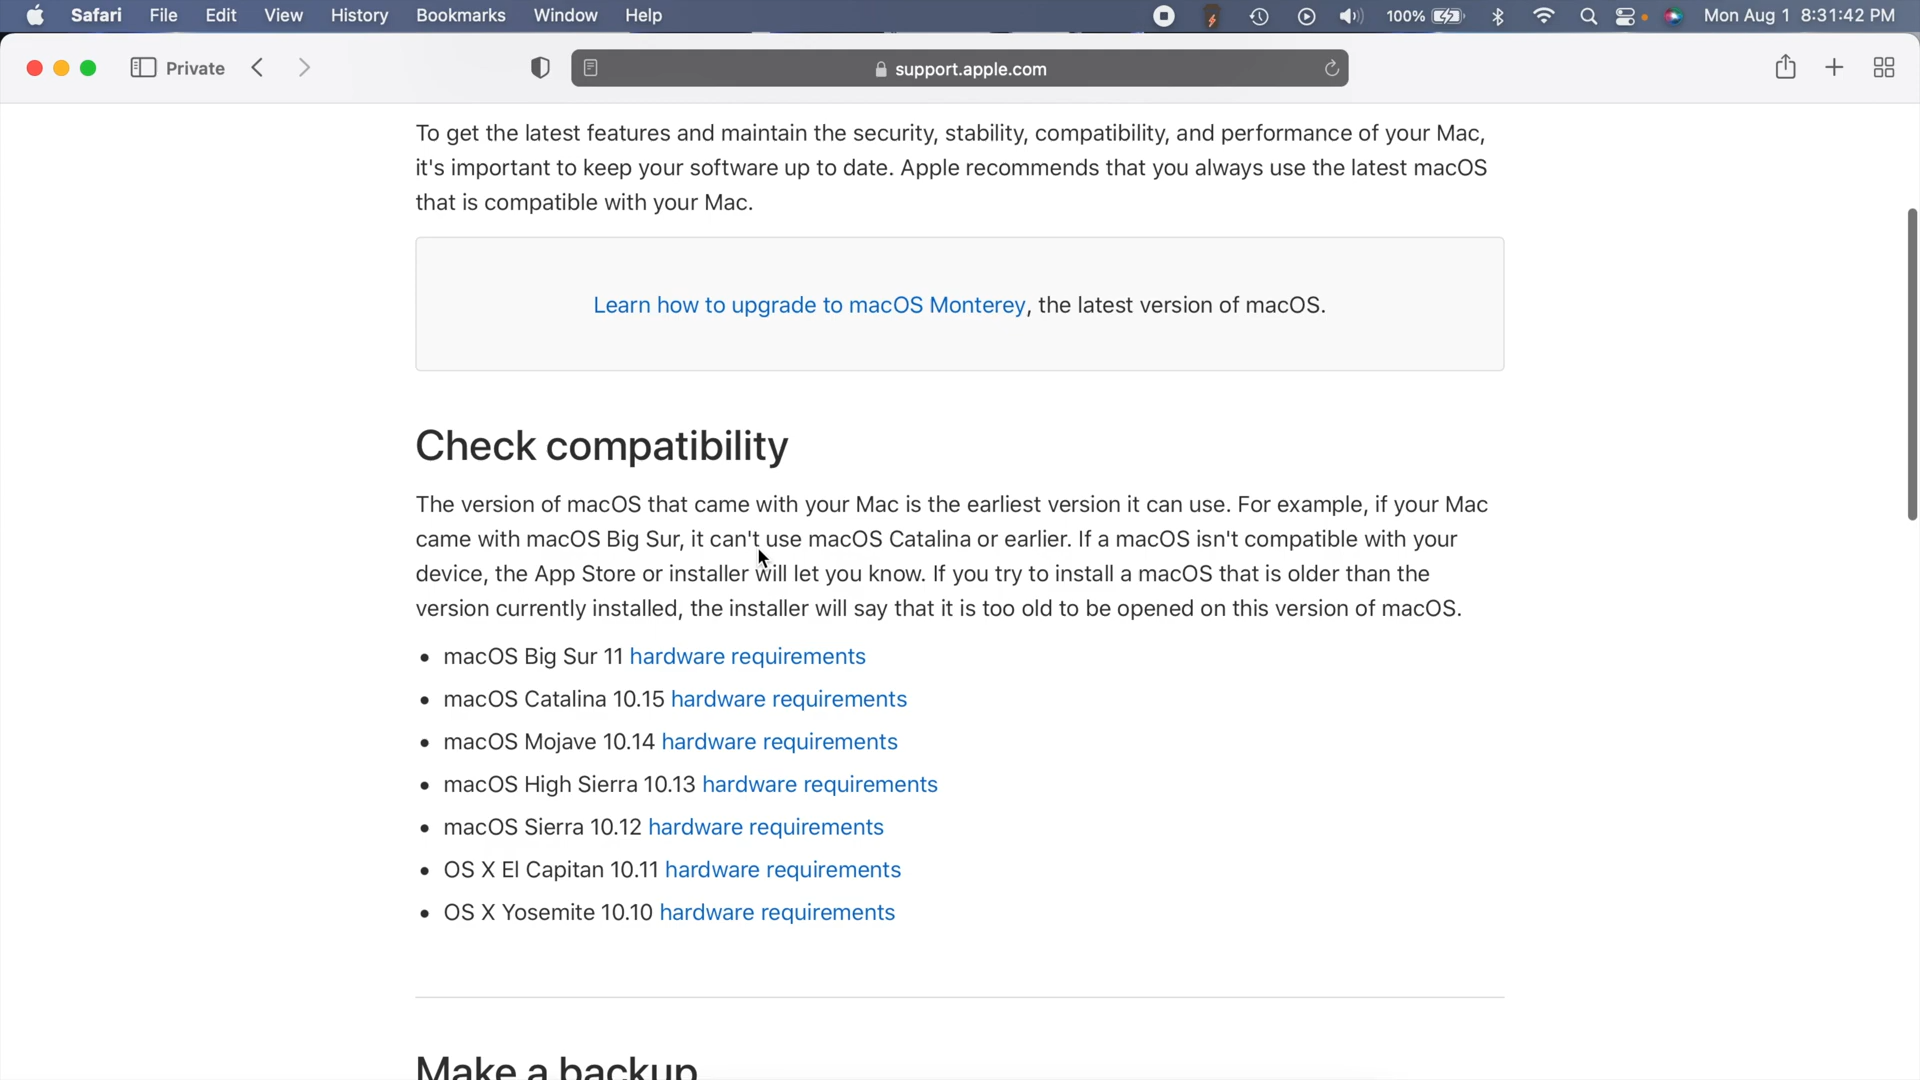 Safari File Edit View History Bookmarks Window Help 100% Mon Aug 1 8:31:42 PM
Private support.apple.com
To get the latest features and maintain the security, stability, compatibility, and performance of your Mac,
it's important to keep your software up to date. Apple recommends that you always use the latest macOS
that is compatible with your Mac.
Learn how to upgrade to macOS Monterey, the latest version of macOS.
Check compatibility
The version of macOS that came with your Mac is the earliest version it can use. For example, if your Mac
came with macOS Big Sur, it can't use macOS Catalina or earlier. If a macOS isn't compatible with your
device, the App Store or installer will let you know. If you try to install a macOS that is older than the
version currently installed, the installer will say that it is too old to be opened on this version of macOS.
• macOS Big Sur 11 hardware requirements
• macOS Catalina 10.15 hardware requirements
• macOS Mojave 10.14 hardware requirements
• macOS High Sierra 10.13 hardware requirements
• macOS Sierra 10.12 hardware requirements
• OS X El Capitan 10.11 hardware requirements
• OS X Yosemite 10.10 hardware requirements
Make a backup